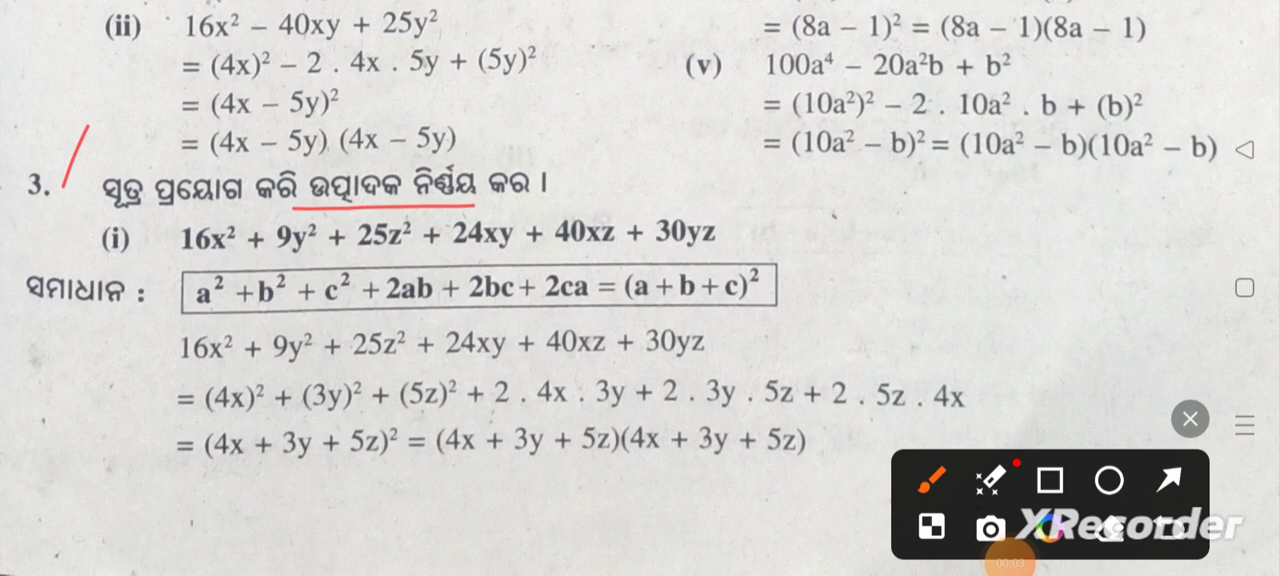 (ii) 16x² – 40xy + 25y²
= (4x)² – 2 . 4x . 5y + (5y)²
= (4x – 5y)²
= (4x – 5y) (4x – 5y)
= (8a – 1)² = (8a – 1)(8a – 1)
(v) 100a⁴ – 20a²b + b²
= (10a²)² – 2 . 10a² . b + (b)²
= (10a² – b)² = (10a² – b)(10a² – b)
3. ସୂତ୍ର ପ୍ରୟୋଗ କରି ଉତ୍ପାଦକ ନିର୍ଣ୍ଣୟ କର ।
(i) 16x² + 9y² + 25z² + 24xy + 40xz + 30yz
ସମାଧାନ : a² + b² + c² + 2ab + 2bc + 2ca = (a + b + c)²
16x² + 9y² + 25z² + 24xy + 40xz + 30yz
= (4x)² + (3y)² + (5z)² + 2 . 4x . 3y + 2 . 3y . 5z + 2 . 5z . 4x
= (4x + 3y + 5z)² = (4x + 3y + 5z)(4x + 3y + 5z)
XRecorder
00:03